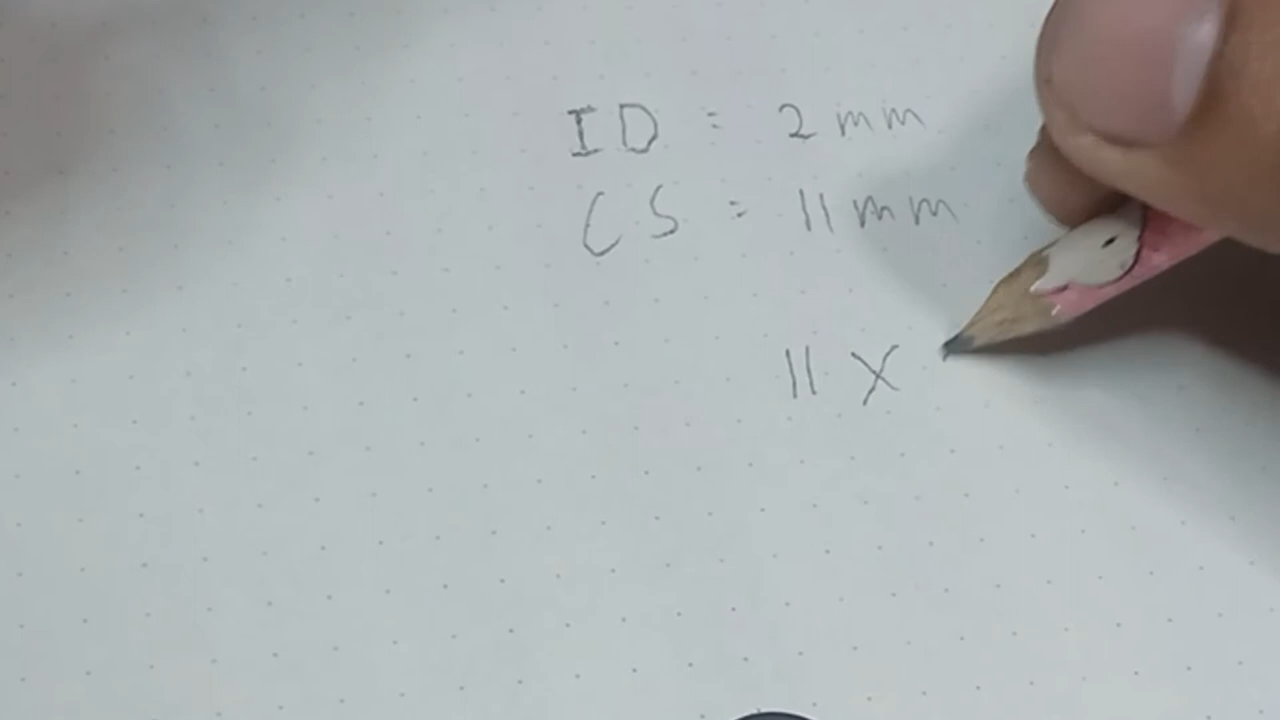 ID = 2mm
CS = 11mm
11 X